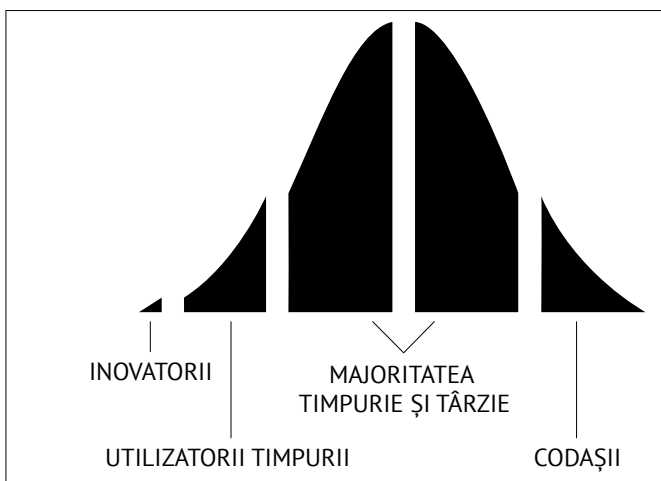 INOVATORII
MAJORITATEA
TIMPURIE ȘI TÂRZIE
UTILIZATORII TIMPURII
CODAȘII